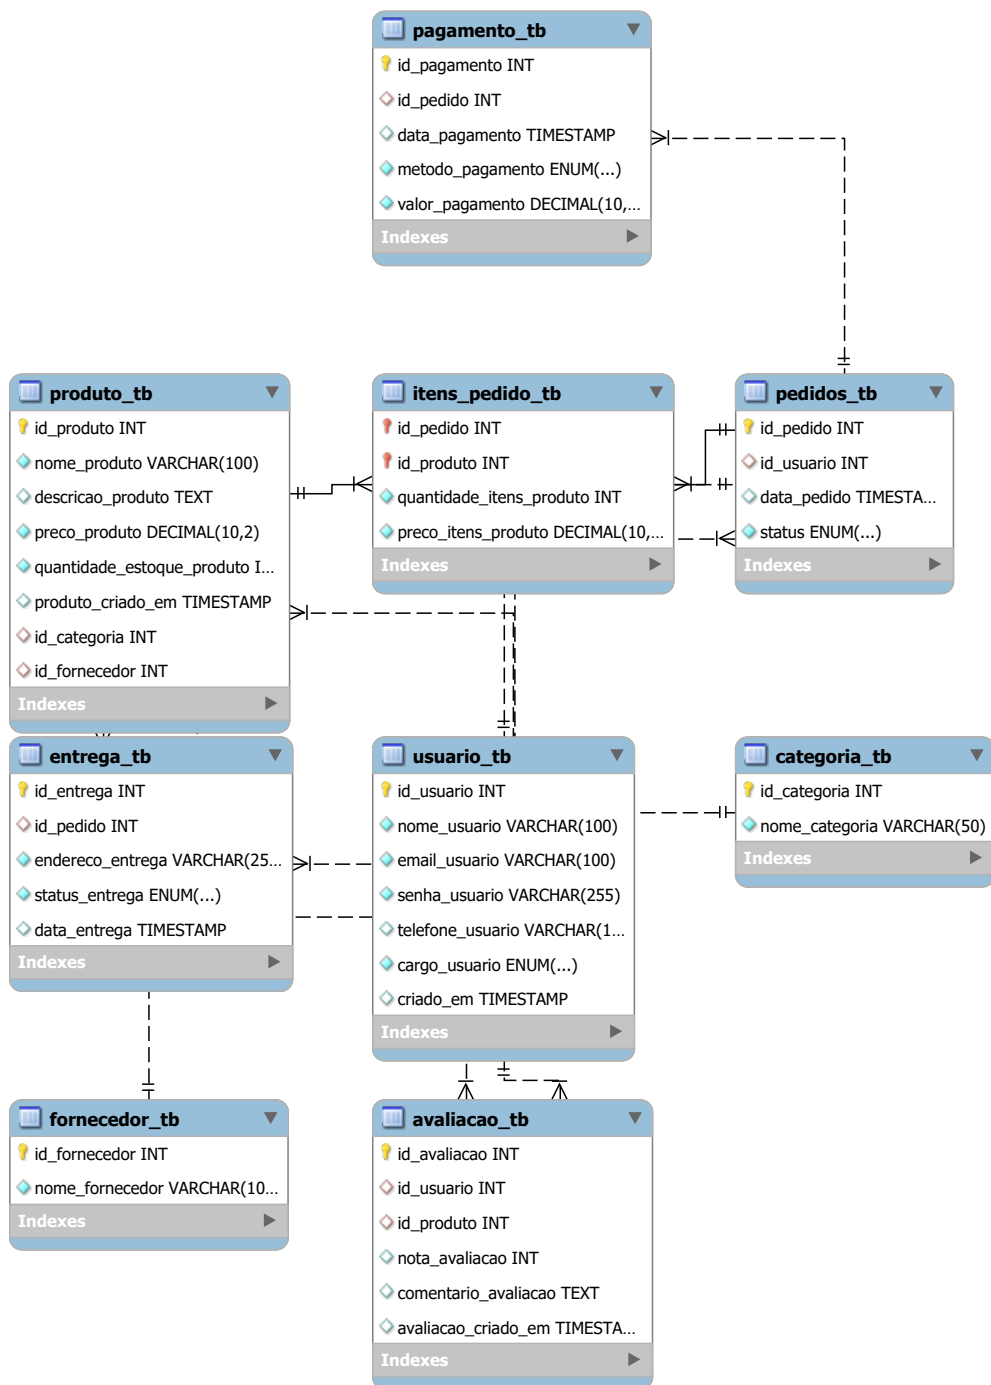 pagamento_tb
id_pagamento INT
id_pedido INT
data_pagamento TIMESTAMP
metodo_pagamento ENUM(...)
valor_pagamento DECIMAL(10,...
Indexes
produto_tb
id_produto INT
nome_produto VARCHAR(100)
descricao_produto TEXT
preco_produto DECIMAL(10,2)
quantidade_estoque_produto I...
produto_criado_em TIMESTAMP
id_categoria INT
id_fornecedor INT
Indexes
itens_pedido_tb
id_pedido INT
id_produto INT
quantidade_itens_produto INT
preco_itens_produto DECIMAL(10,...
Indexes
pedidos_tb
id_pedido INT
id_usuario INT
data_pedido TIMESTA...
status ENUM(...)
Indexes
entrega_tb
id_entrega INT
id_pedido INT
endereco_entrega VARCHAR(25...
status_entrega ENUM(...)
data_entrega TIMESTAMP
Indexes
usuario_tb
id_usuario INT
nome_usuario VARCHAR(100)
email_usuario VARCHAR(100)
senha_usuario VARCHAR(255)
telefone_usuario VARCHAR(1...
cargo_usuario ENUM(...)
criado_em TIMESTAMP
Indexes
categoria_tb
id_categoria INT
nome_categoria VARCHAR(50)
Indexes
fornecedor_tb
id_fornecedor INT
nome_fornecedor VARCHAR(10...
Indexes
avaliacao_tb
id_avaliacao INT
id_usuario INT
id_produto INT
nota_avaliacao INT
comentario_avaliacao TEXT
avaliacao_criado_em TIMESTA...
Indexes